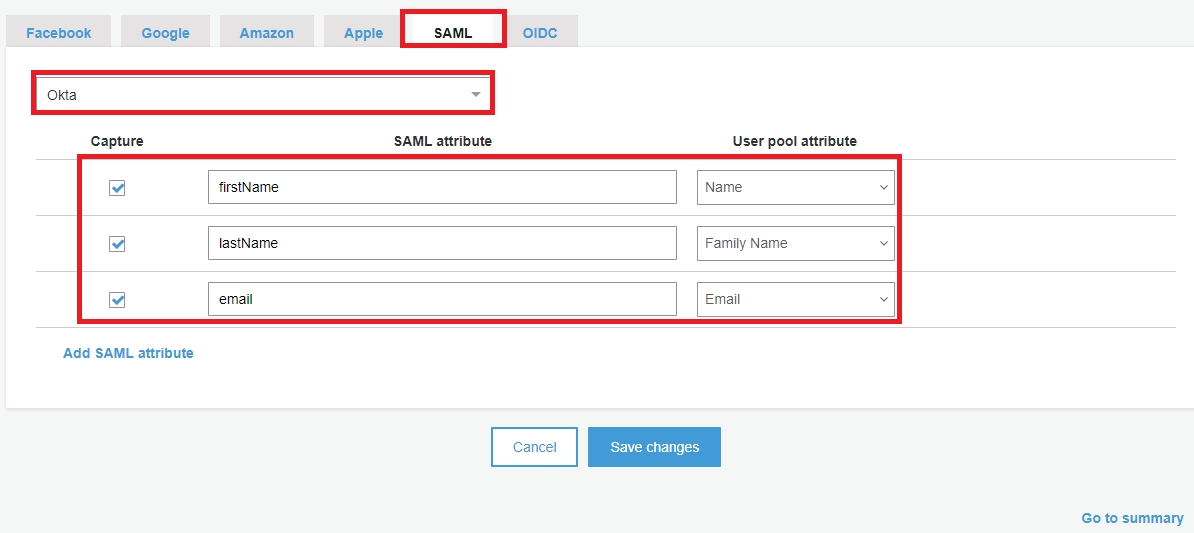 Facebook Google Amazon Apple SAML OIDC
Okta
Capture SAML attribute User pool attribute
firstName Name
lastName Family Name
email Email
Add SAML attribute
Cancel Save changes
Go to summary